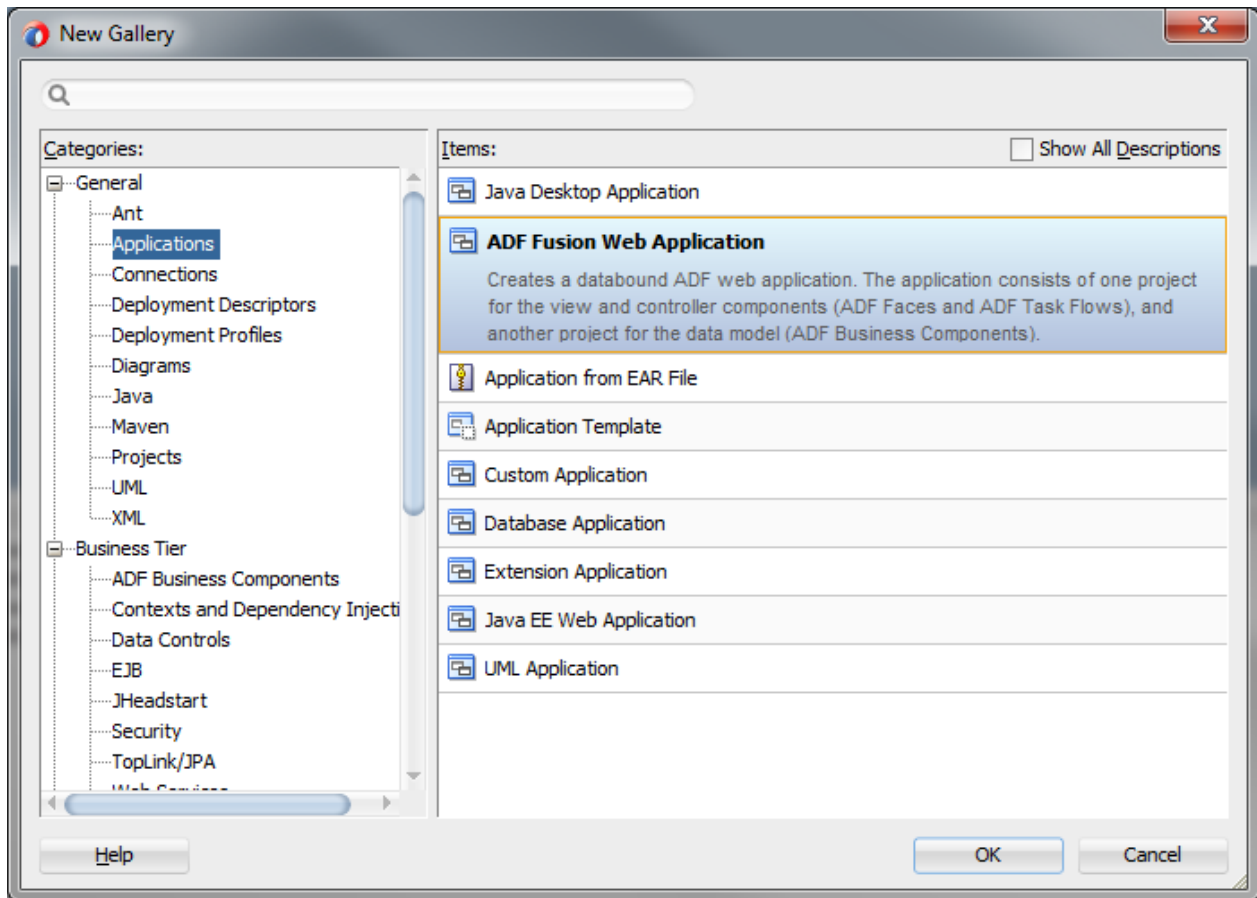 New Gallery
Categories:
General
Ant
Applications
Connections
Deployment Descriptors
Deployment Profiles
Diagrams
Java
Maven
Projects
UML
XML
Business Tier
ADF Business Components
Contexts and Dependency Injecti
Data Controls
EJB
JHeadstart
Security
TopLink/JPA
Web Services
Items:
Show All Descriptions
Java Desktop Application
ADF Fusion Web Application
Creates a databound ADF web application. The application consists of one project
for the view and controller components (ADF Faces and ADF Task Flows), and
another project for the data model (ADF Business Components).
Application from EAR File
Application Template
Custom Application
Database Application
Extension Application
Java EE Web Application
UML Application
Help
OK
Cancel